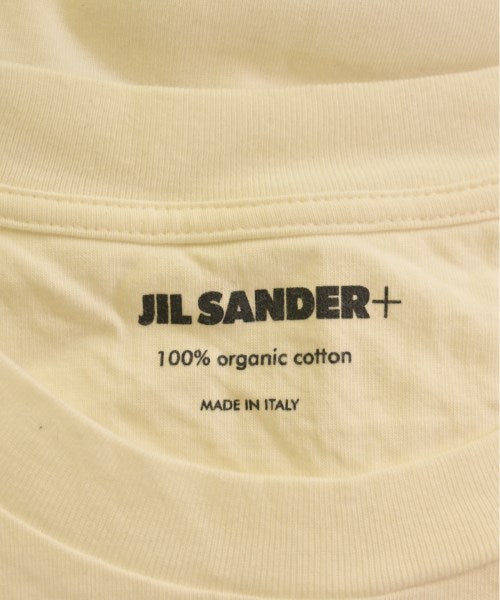 JIL SANDER+
100% organic cotton
MADE IN ITALY